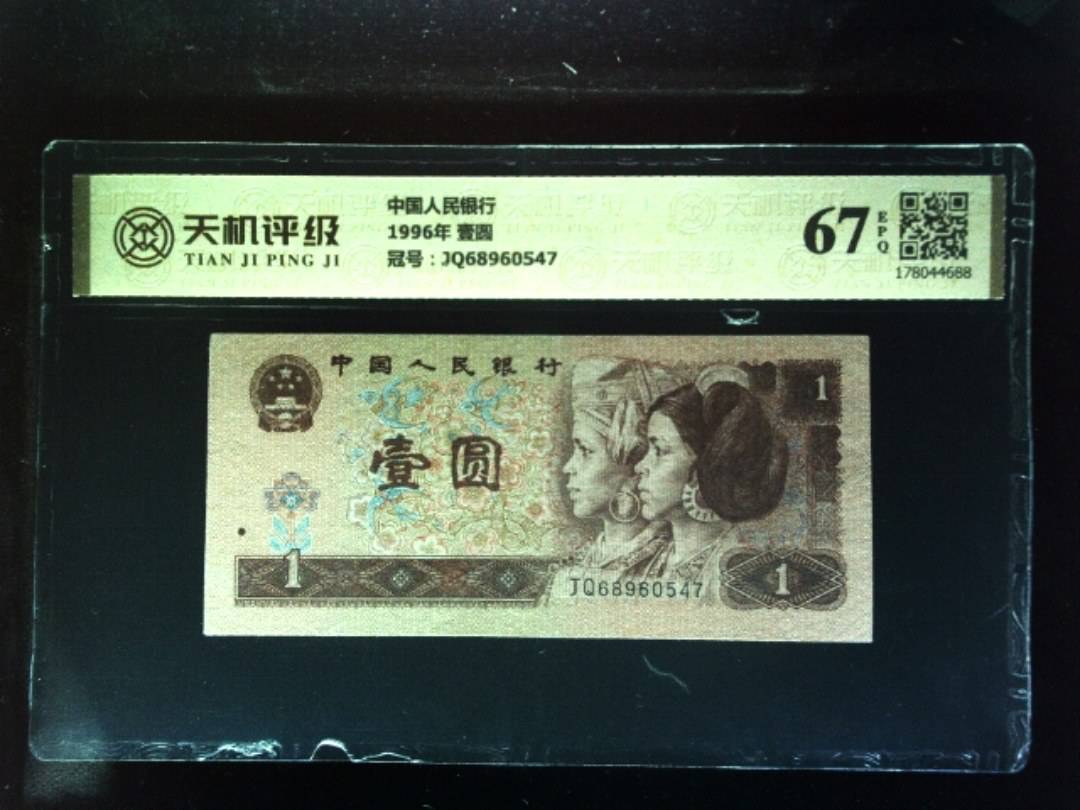 天机评级
TIAN JI PING JI
中国人民银行
1996年 壹圆
冠号：JQ68960547
67
EPQ
178044688
中国人民银行
壹圆
1
1
JQ68960547
1